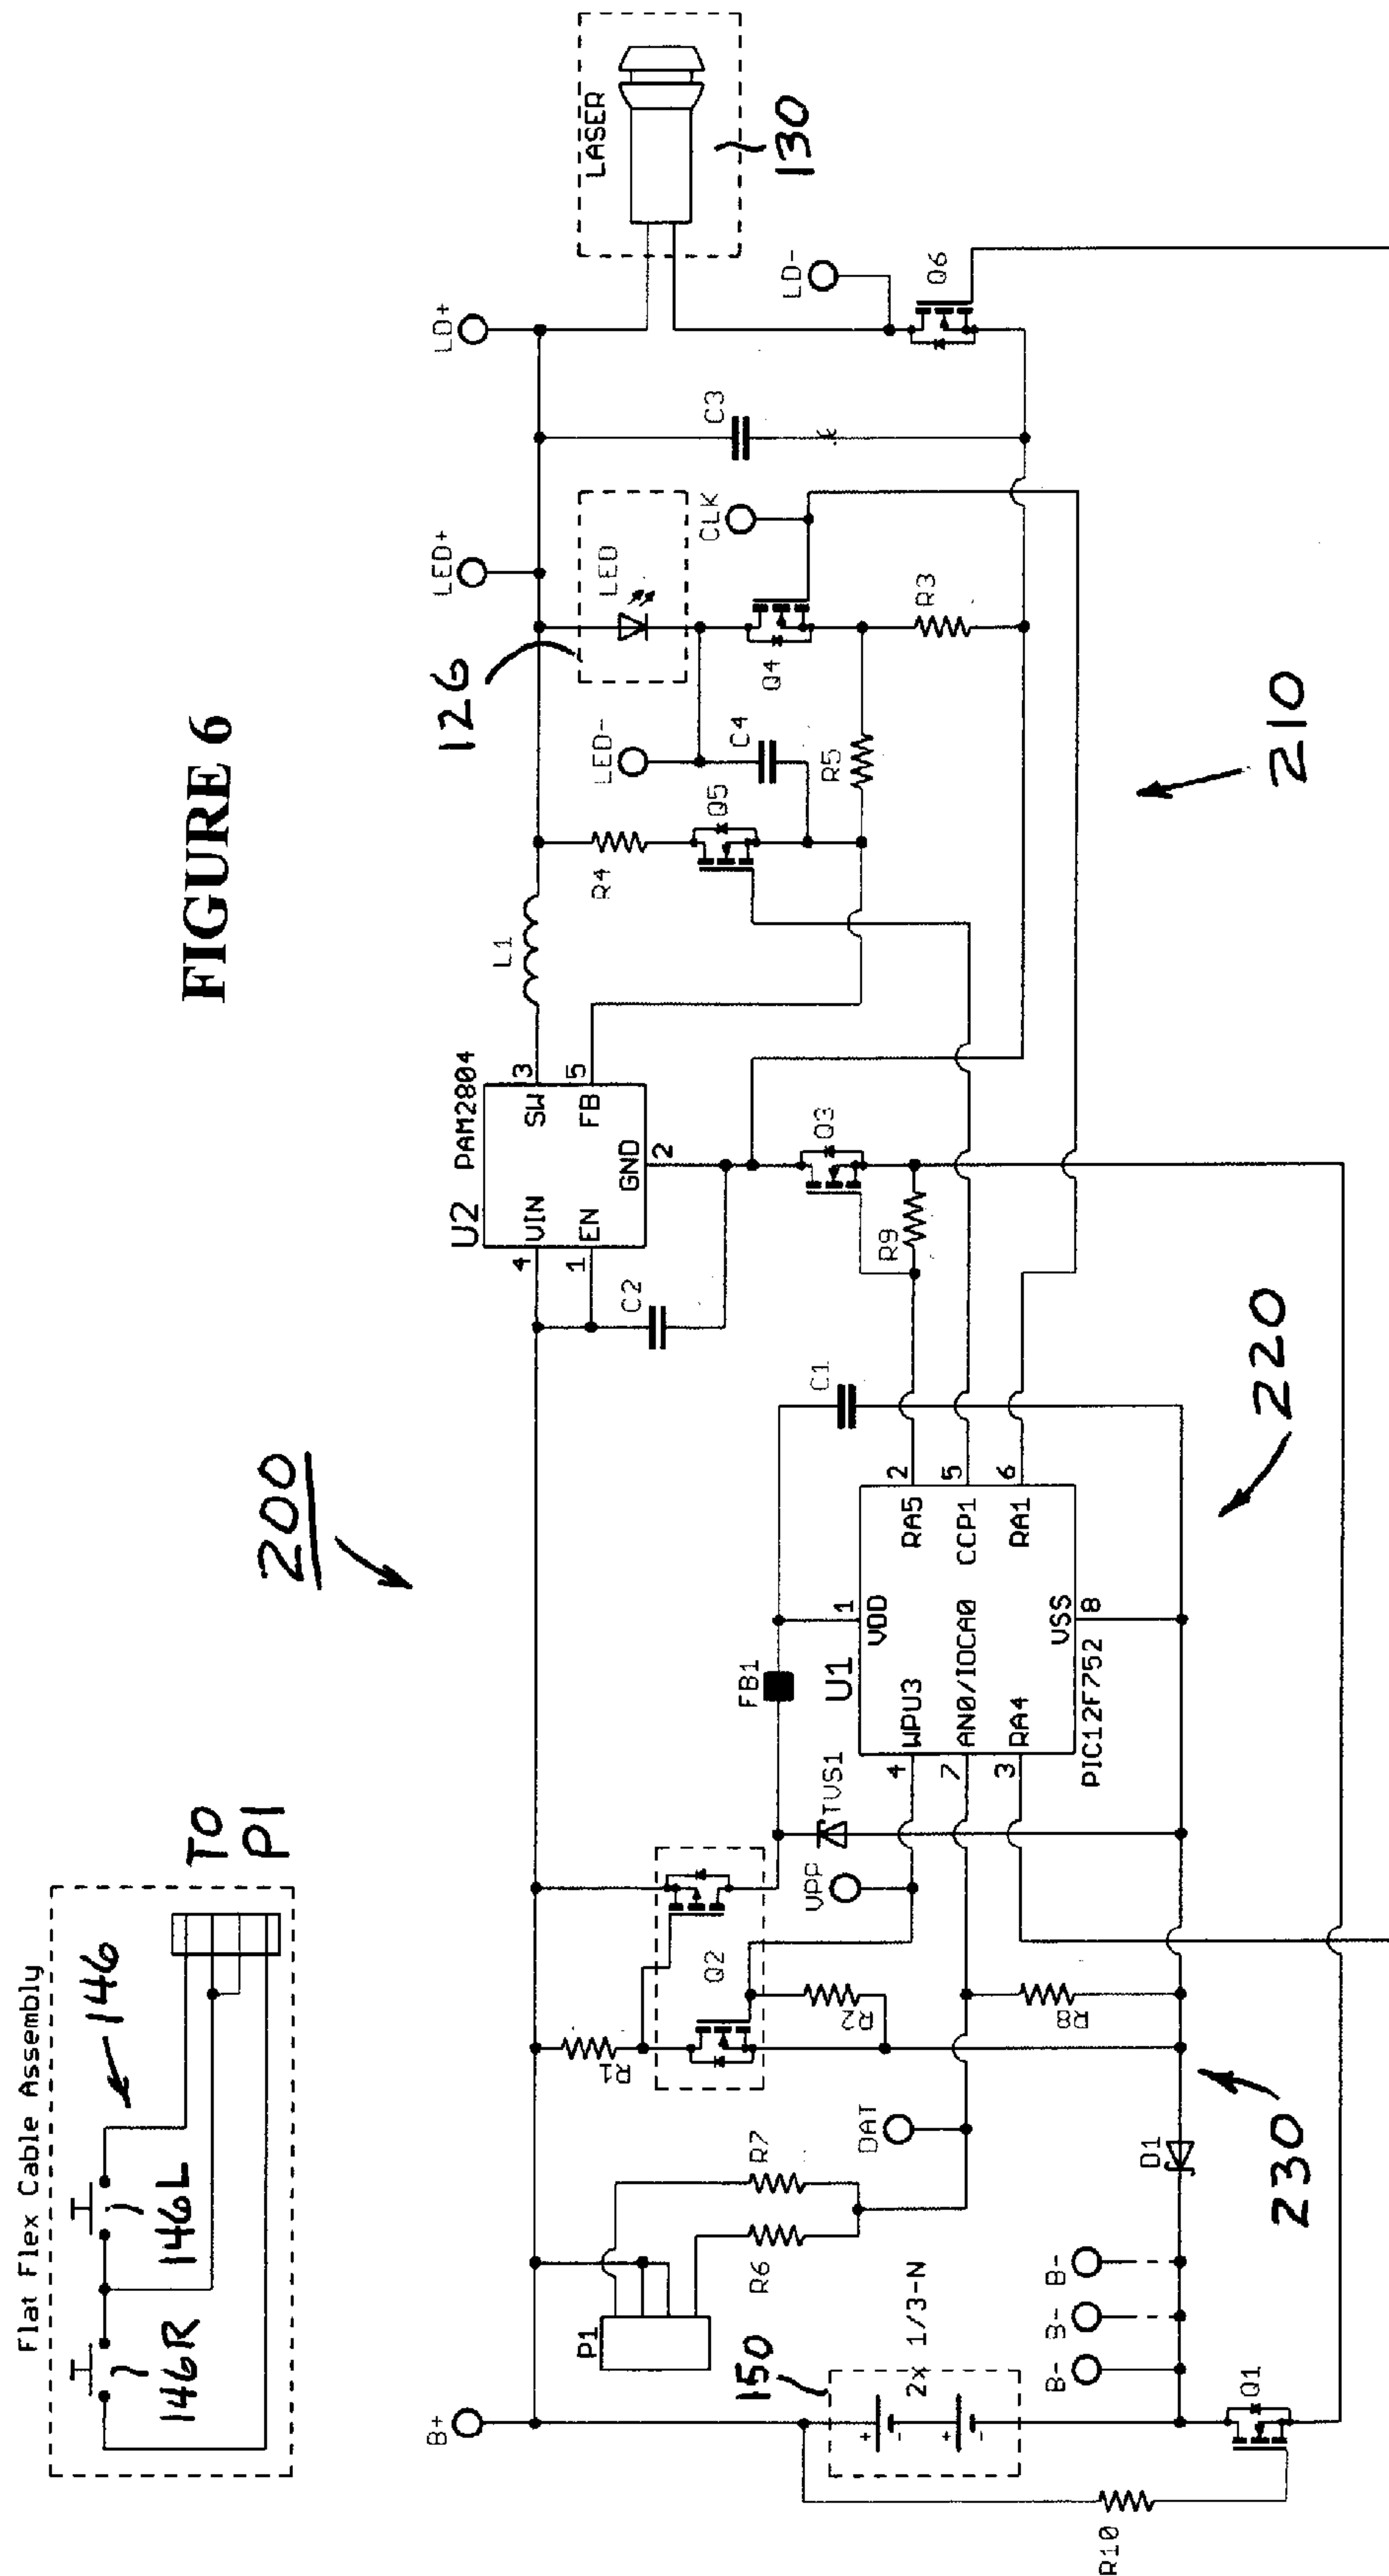 FIGURE 6
200
Flat Flex Cable Assembly
146R
146L
146
TO
P1
B+
P1
R6
R7
DAT
150
2x 1/3-N
+
-
+
-
B-
B-
B-
R10
Q1
D1
230
R1
Q2
R2
R8
VPP
TVS1
FB1
U1
1
VDD
4
WPU3
7
AN0/IOCA0
3
RA4
RA5
2
CCP1
5
RA1
6
VSS
8
PIC12F752
C1
220
C2
U2
PAM2804
4
VIN
1
EN
SW
3
FB
5
GND
2
R9
Q3
L1
R4
Q5
LED-
C4
R5
126
LED+
LED
Q4
CLK
R3
210
C3
LD+
LASER
130
LD-
Q6